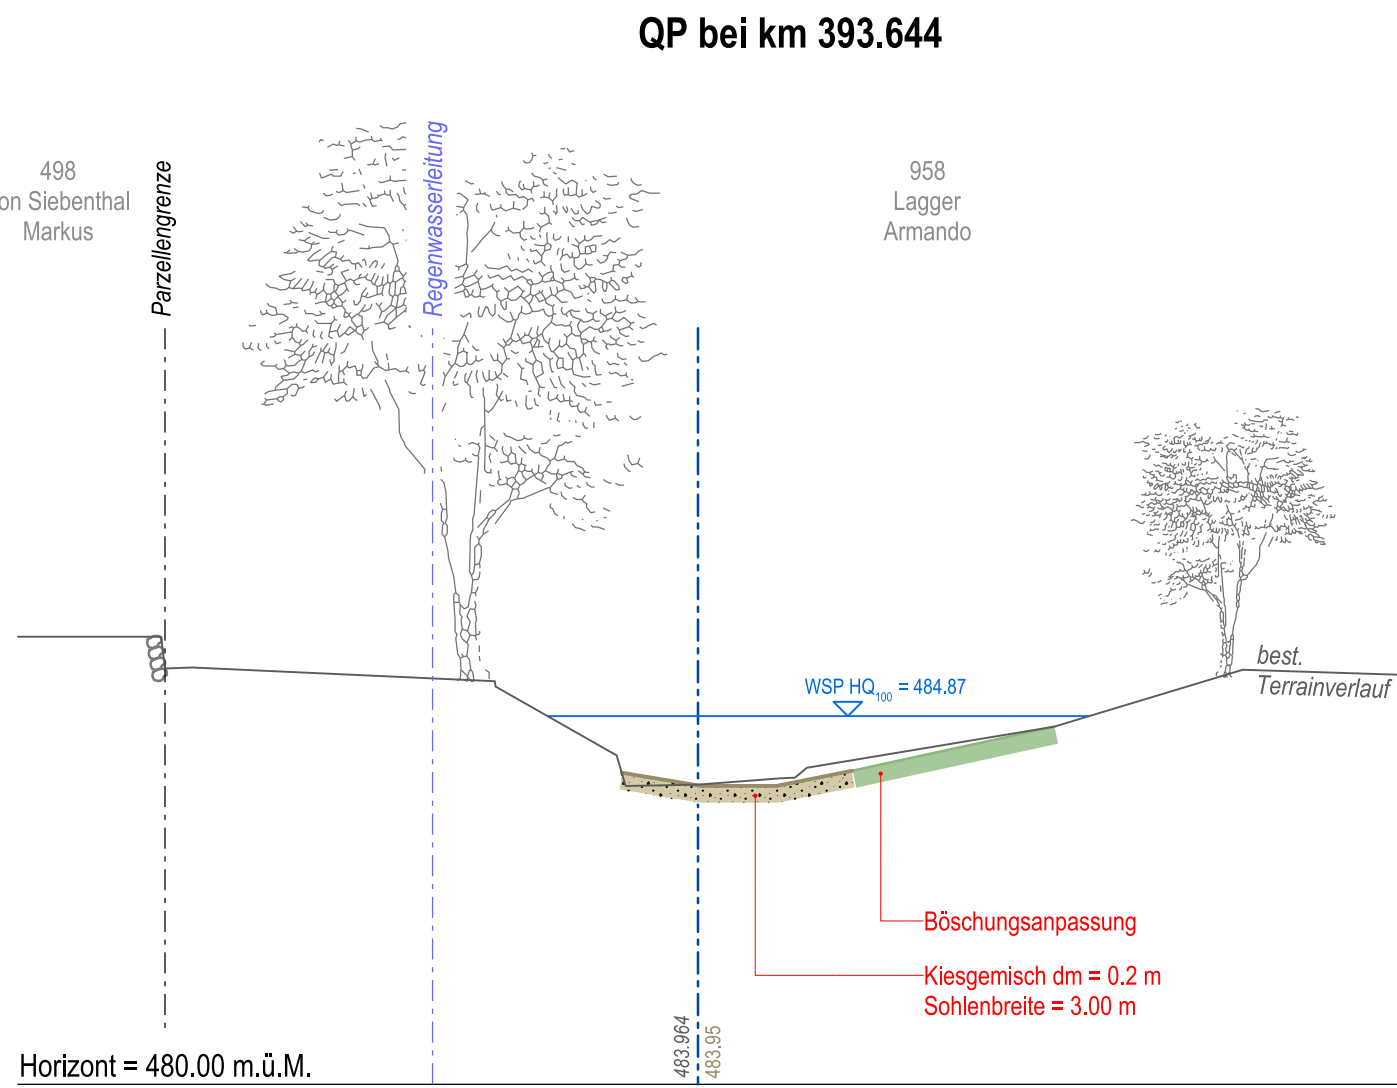 QP bei km 393.644
498
on Siebenthal
Markus
Parzellengrenze
Regenwasserleitung
958
Lagger
Armando
WSP HQ100 = 484.87
best.
Terrainverlauf
Böschungsanpassung
Kiesgemisch dm = 0.2 m
Sohlenbreite = 3.00 m
483.964
483.95
Horizont = 480.00 m.ü.M.